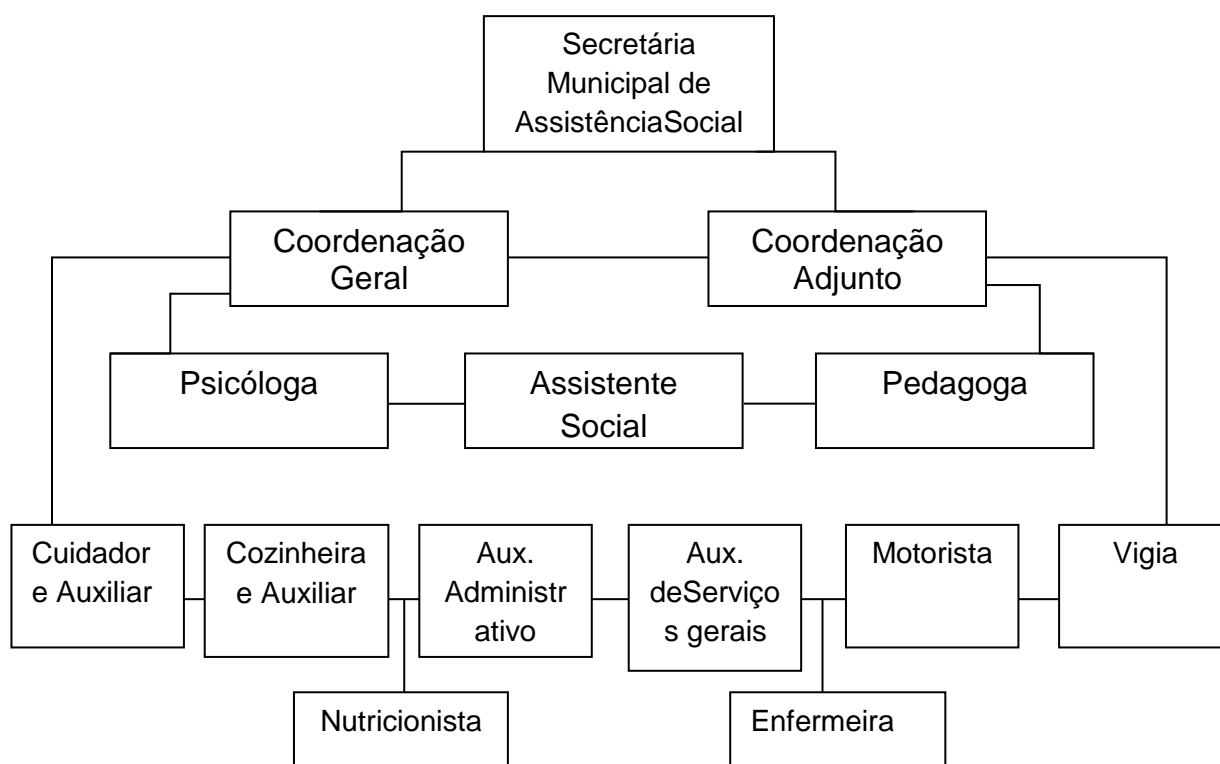 Secretária
Municipal de
AssistênciaSocial
Coordenação
Geral
Coordenação
Adjunto
Psicóloga
Assistente
Social
Pedagoga
Cuidador
e Auxiliar
Cozinheira
e Auxiliar
Aux.
Administr
ativo
Aux.
deServiço
s gerais
Motorista
Vigia
Nutricionista
Enfermeira